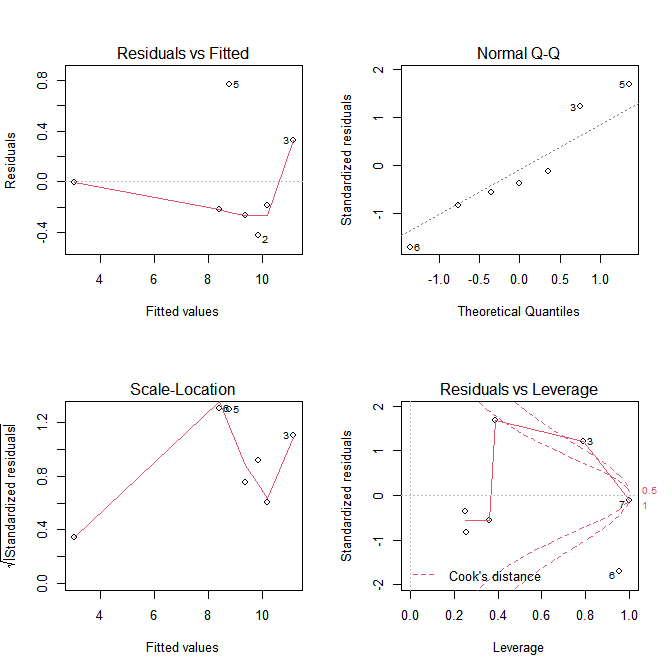 Residuals vs Fitted
Residuals
0.8
0.4
0.0
-0.4
5
3
2
4 6 8 10
Fitted values
Normal Q-Q
Standardized residuals
2
1
0
-1
5
3
6
-1.0 -0.5 0.0 0.5 1.0
Theoretical Quantiles
Scale-Location
√|Standardized residuals|
1.2
0.8
0.4
0.0
6
5
3
4 6 8 10
Fitted values
Residuals vs Leverage
Standardized residuals
2
1
0
-1
-2
3
7
6
0.5
1
Cook's distance
0.0 0.2 0.4 0.6 0.8 1.0
Leverage